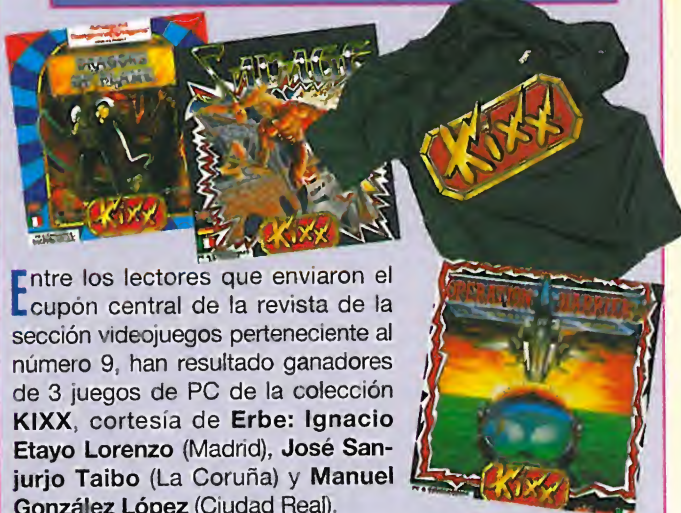 Advanced
Dungeons & Dragons
DRAGONS
OF FLAME
KIXX
SAVAGE
KIXX
KIXX
OPERATION HARRIER
KIXX
Entre los lectores que enviaron el
cupón central de la revista de la
sección videojuegos perteneciente al
número 9, han resultado ganadores
de 3 juegos de PC de la colección
KIXX, cortesía de Erbe: Ignacio
Etayo Lorenzo (Madrid), José San-
jurjo Taibo (La Coruña) y Manuel
González López (Ciudad Real).